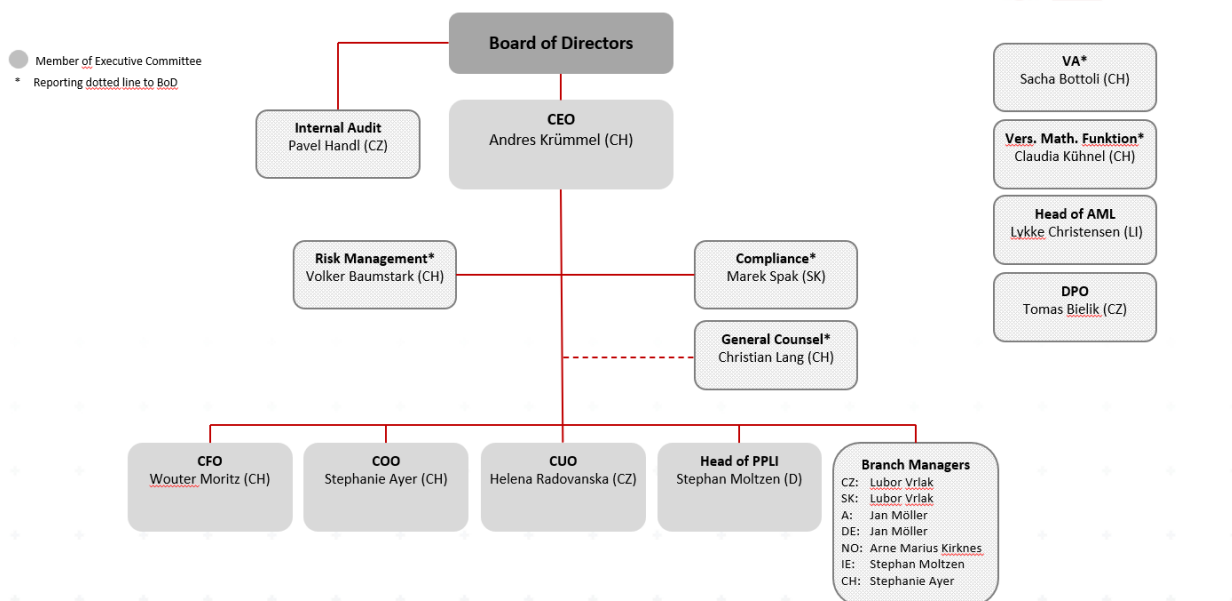 Board of Directors
Member of Executive Committee
* Reporting dotted line to BoD
Internal Audit
Pavel Handl (CZ)
CEO
Andres Krümmel (CH)
VA*
Sacha Bottoli (CH)
Vers. Math. Funktion*
Claudia Kühnel (CH)
Head of AML
Lykke Christensen (LI)
DPO
Tomas Bielik (CZ)
Risk Management*
Volker Baumstark (CH)
Compliance*
Marek Spak (SK)
General Counsel*
Christian Lang (CH)
CFO
Wouter Moritz (CH)
COO
Stephanie Ayer (CH)
CUO
Helena Radovanska (CZ)
Head of PPLI
Stephan Moltzen (D)
Branch Managers
CZ: Lubor Vrlak
SK: Lubor Vrlak
A: Jan Möller
DE: Jan Möller
NO: Arne Marius Kirknes
IE: Stephan Moltzen
CH: Stephanie Ayer